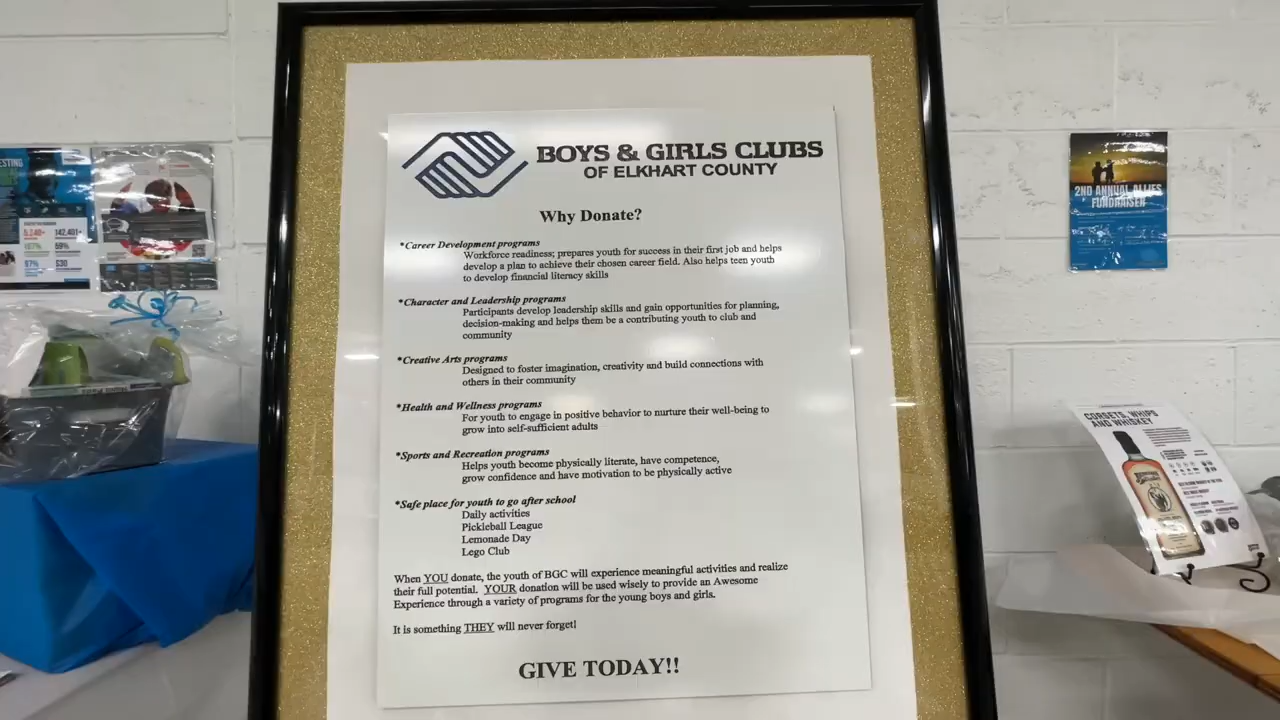 BOYS & GIRLS CLUBS
OF ELKHART COUNTY
Why Donate?
*Career Development programs
Workforce readiness; prepares youth for success in their first job and helps
develop a plan to achieve their chosen career field. Also helps teen youth
to develop financial literacy skills
*Character and Leadership programs
Participants develop leadership skills and gain opportunities for planning,
decision-making and helps them be a contributing youth to club and
community
*Creative Arts programs
Designed to foster imagination, creativity and build connections with
others in their community
*Health and Wellness programs
For youth to engage in positive behavior to nurture their well-being to
grow into self-sufficient adults
*Sports and Recreation programs
Helps youth become physically literate, have competence,
grow confidence and have motivation to be physically active
*Safe place for youth to go after school
Daily activities
Pickleball League
Lemonade Day
Lego Club
When YOU donate, the youth of BGC will experience meaningful activities and realize
their full potential. YOUR donation will be used wisely to provide an Awesome
Experience through a variety of programs for the young boys and girls.
It is something THEY will never forget!
GIVE TODAY!!
2ND ANNUAL ALLIES
FUNDRAISER
CORSETS, WHIPS
AND WHISKEY